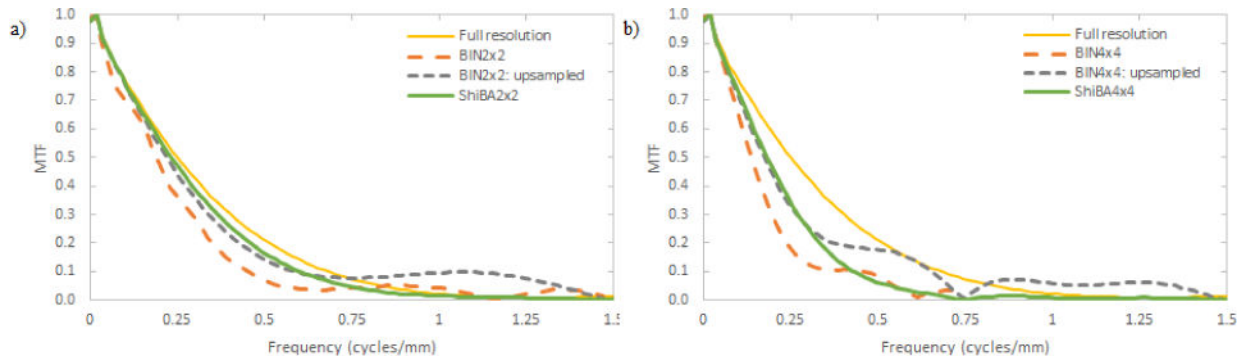 a)
MTF
1.0
0.9
0.8
0.7
0.6
0.5
0.4
0.3
0.2
0.1
0.0
Full resolution
BIN2x2
BIN2x2: upsampled
ShiBA2x2
0 0.25 0.5 0.75 1 1.25 1.5
Frequency (cycles/mm)
b)
MTF
1.0
0.9
0.8
0.7
0.6
0.5
0.4
0.3
0.2
0.1
0.0
Full resolution
BIN4x4
BIN4x4: upsampled
ShiBA4x4
0 0.25 0.5 0.75 1 1.25 1.5
Frequency (cycles/mm)